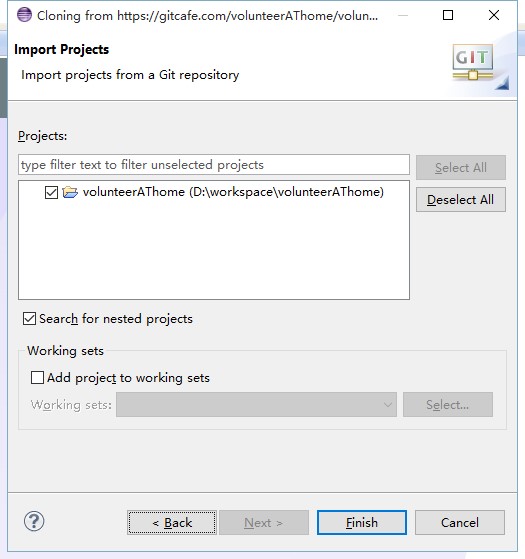 Cloning from https://gitcafe.com/volunteerAThome/volun...
Import Projects
Import projects from a Git repository
GIT
Projects:
type filter text to filter unselected projects
Select All
volunteerAThome (D:\workspace\volunteerAThome)
Deselect All
Search for nested projects
Working sets
Add project to working sets
Working sets:
Select...
?
< Back
Next >
Finish
Cancel